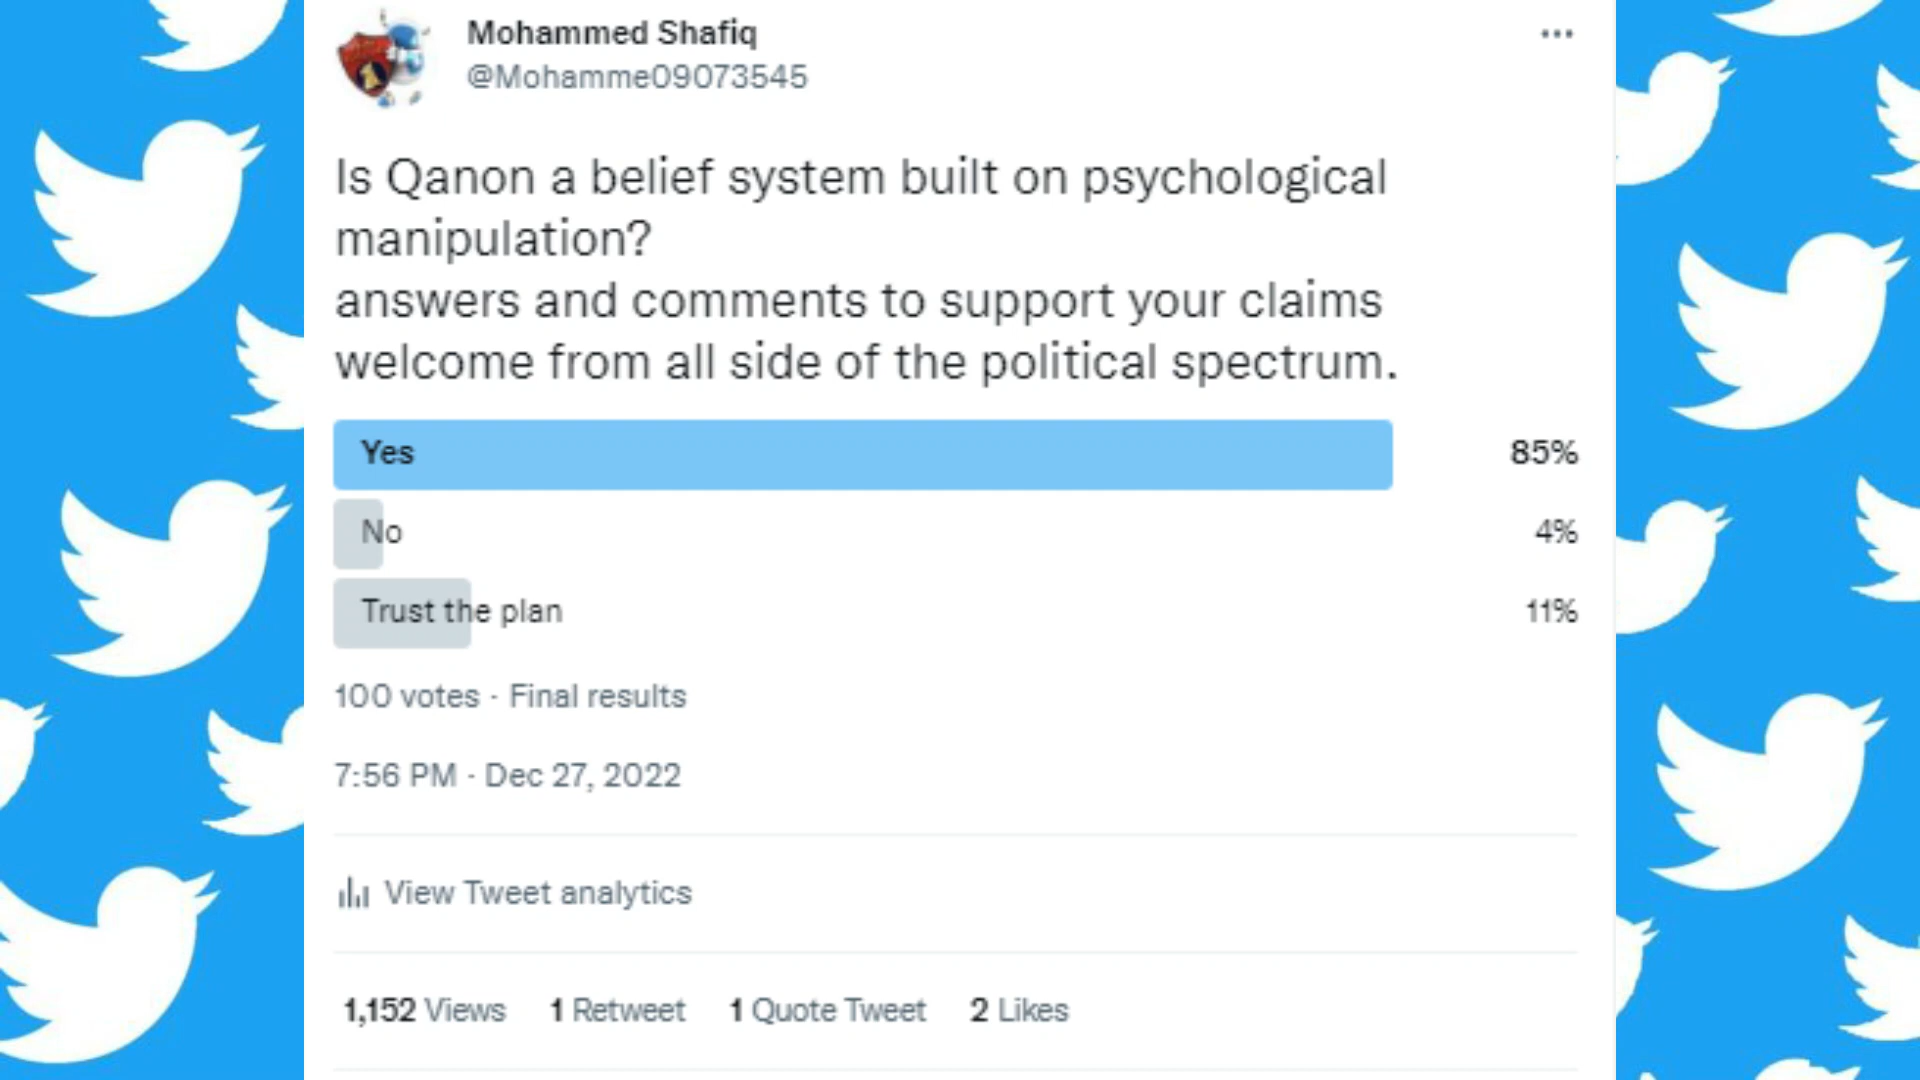 Mohammed Shafiq
@Mohamme09073545
Is Qanon a belief system built on psychological
manipulation?
answers and comments to support your claims
welcome from all side of the political spectrum.
Yes 85%
No 4%
Trust the plan 11%
100 votes · Final results
7:56 PM · Dec 27, 2022
View Tweet analytics
1,152 Views 1 Retweet 1 Quote Tweet 2 Likes